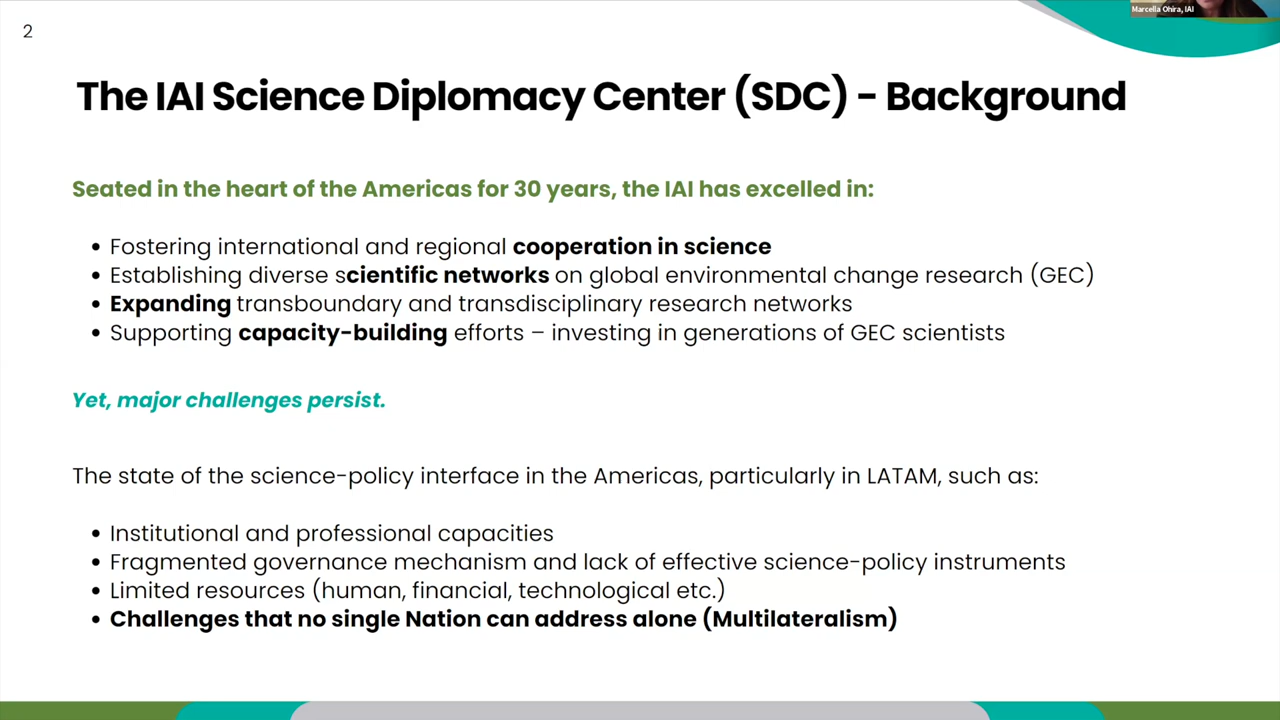 Marcella Ohira, IAI
2
The IAI Science Diplomacy Center (SDC) - Background
Seated in the heart of the Americas for 30 years, the IAI has excelled in:
• Fostering international and regional cooperation in science
• Establishing diverse scientific networks on global environmental change research (GEC)
• Expanding transboundary and transdisciplinary research networks
• Supporting capacity-building efforts – investing in generations of GEC scientists
Yet, major challenges persist.
The state of the science-policy interface in the Americas, particularly in LATAM, such as:
• Institutional and professional capacities
• Fragmented governance mechanism and lack of effective science-policy instruments
• Limited resources (human, financial, technological etc.)
• Challenges that no single Nation can address alone (Multilateralism)